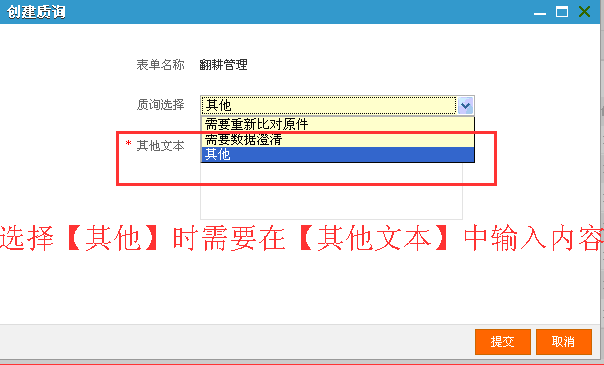 创建质询
表单名称 翻耕管理
质询选择 其他
需要重新比对原件
需要数据澄清
* 其他文本
其他
选择【其他】时需要在【其他文本】中输入内容
提交 取消